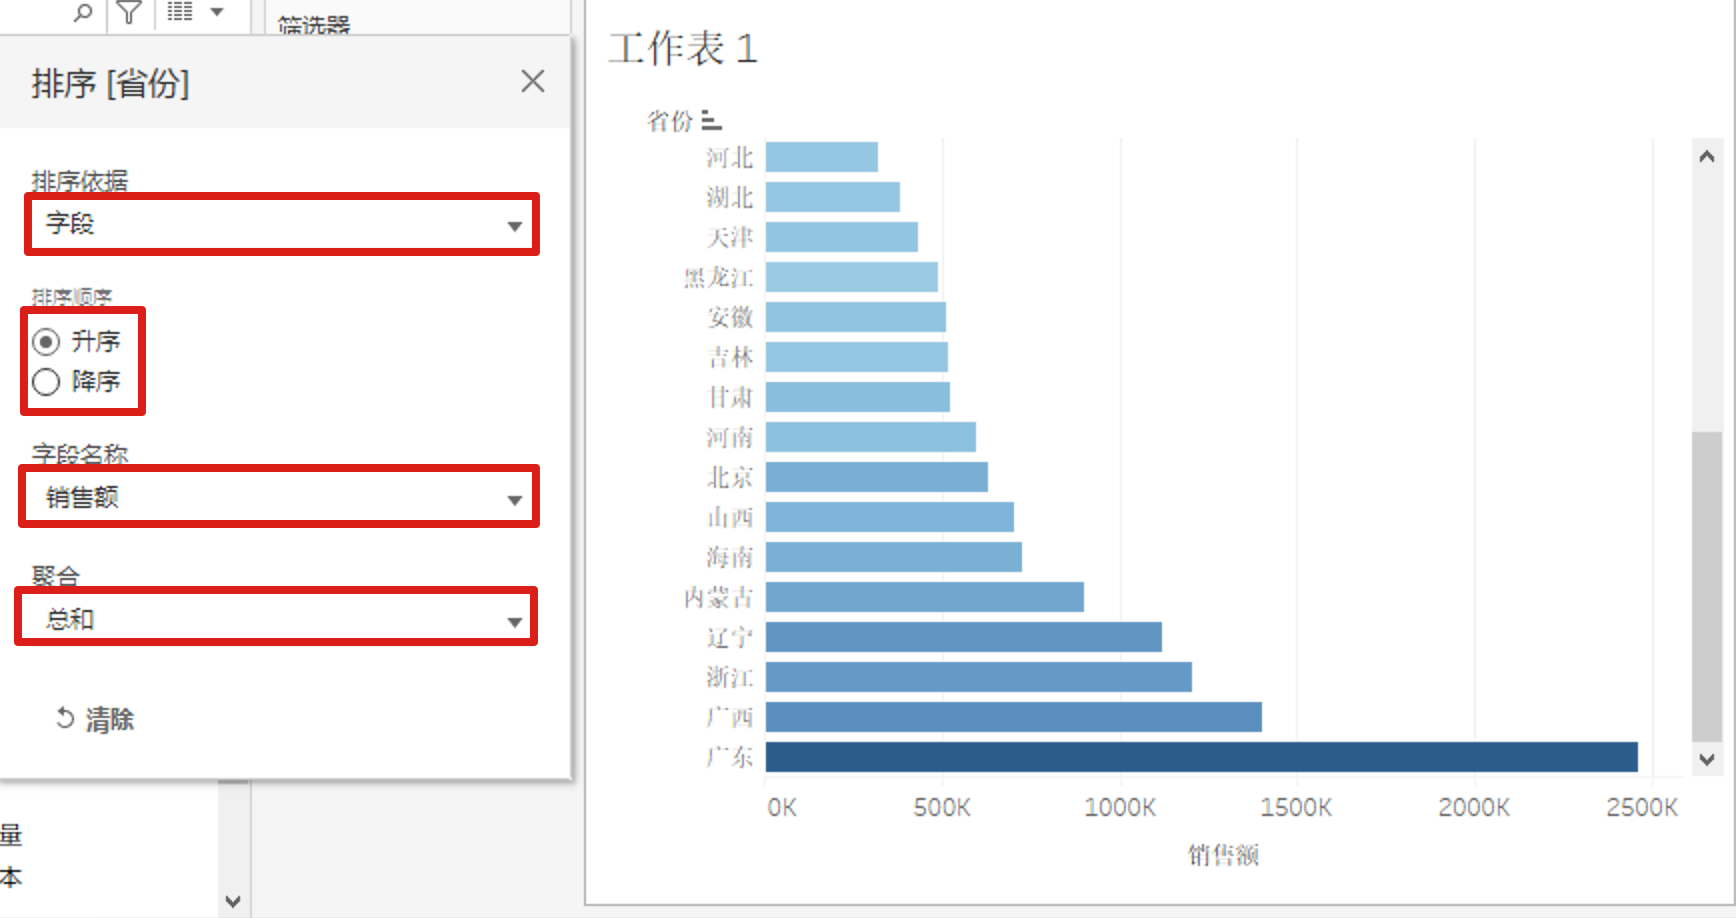 筛选器
排序 [省份]
排序依据
字段
排序顺序
升序
降序
字段名称
销售额
聚合
总和
清除
量
本
工作表 1
省份
河北
湖北
天津
黑龙江
安徽
吉林
甘肃
河南
北京
山西
海南
内蒙古
辽宁
浙江
广西
广东
0K 500K 1000K 1500K 2000K 2500K
销售额